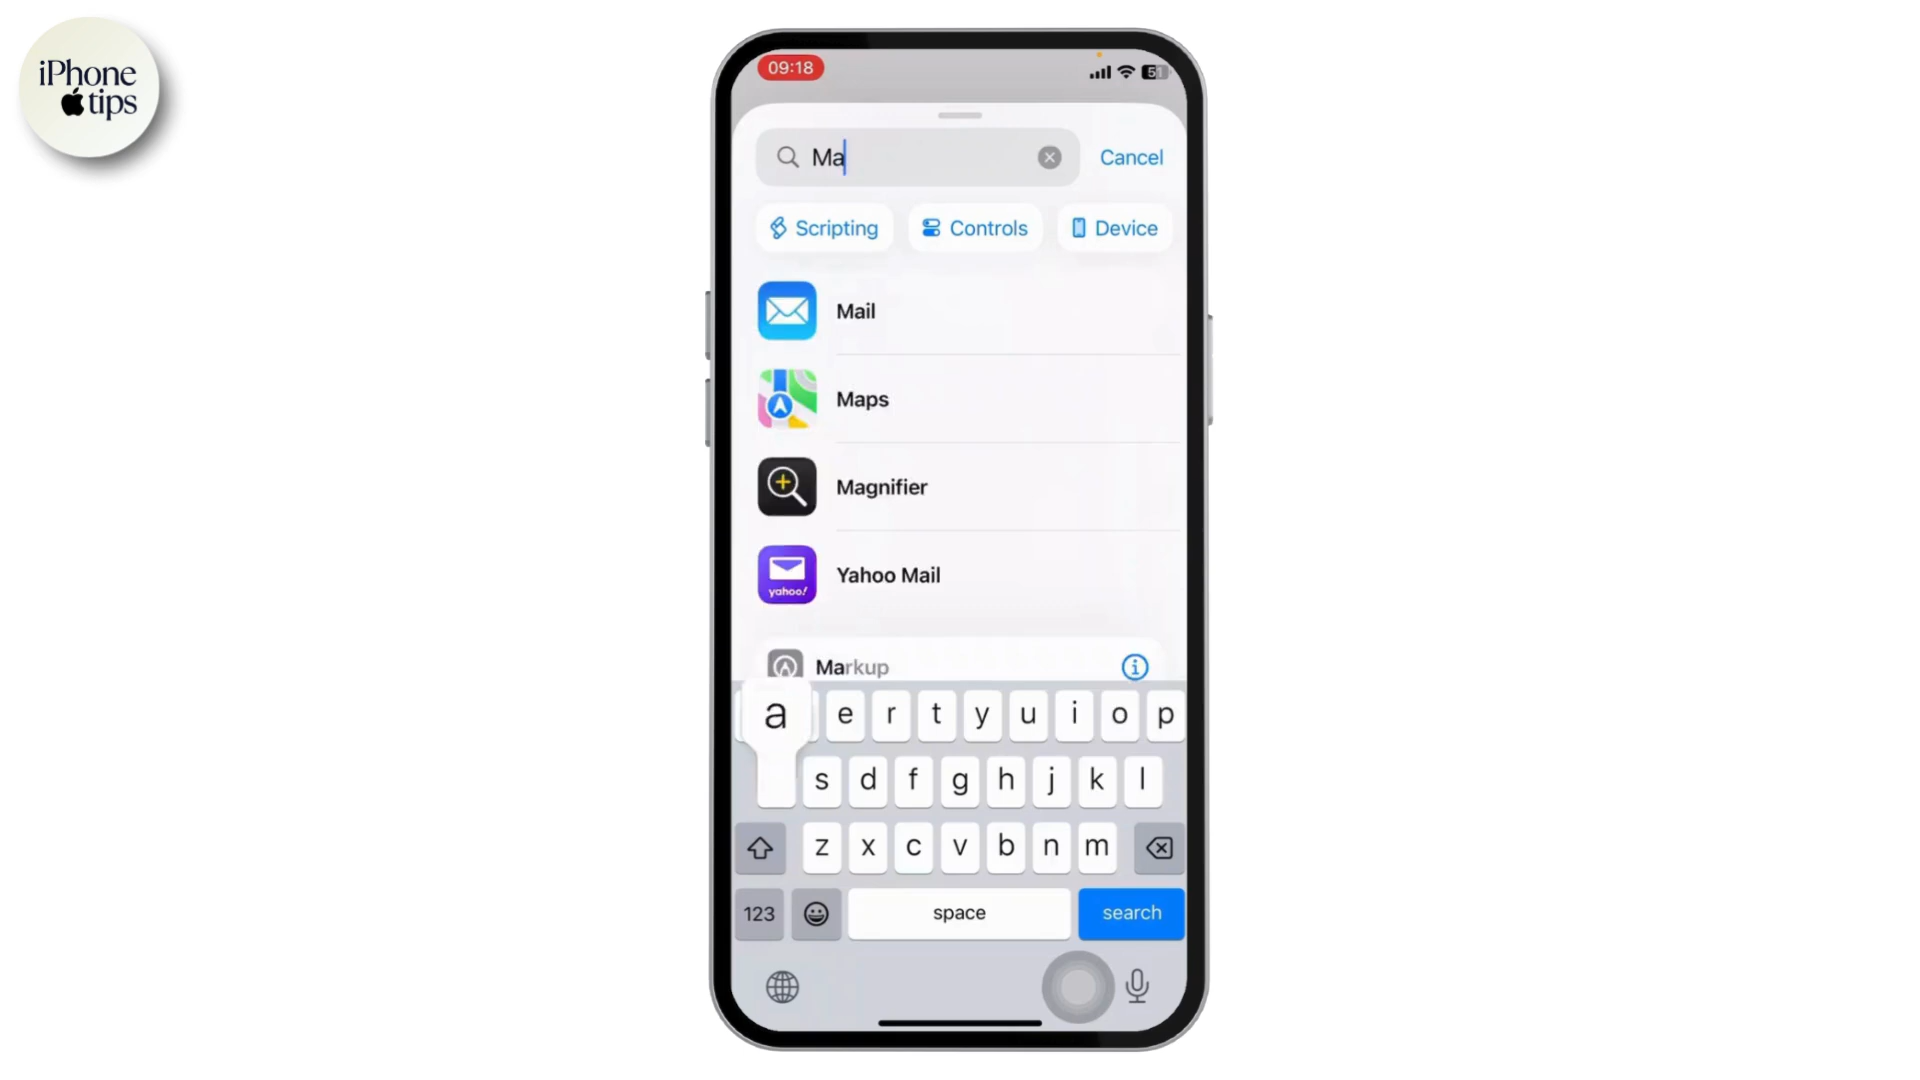 iPhone
tips
09:18
51
Ma
Cancel
Scripting
Controls
Device
Mail
Maps
Magnifier
yahoo!
Yahoo Mail
Markup
a
e r t y u i o p
s d f g h j k l
z x c v b n m
123
space
search